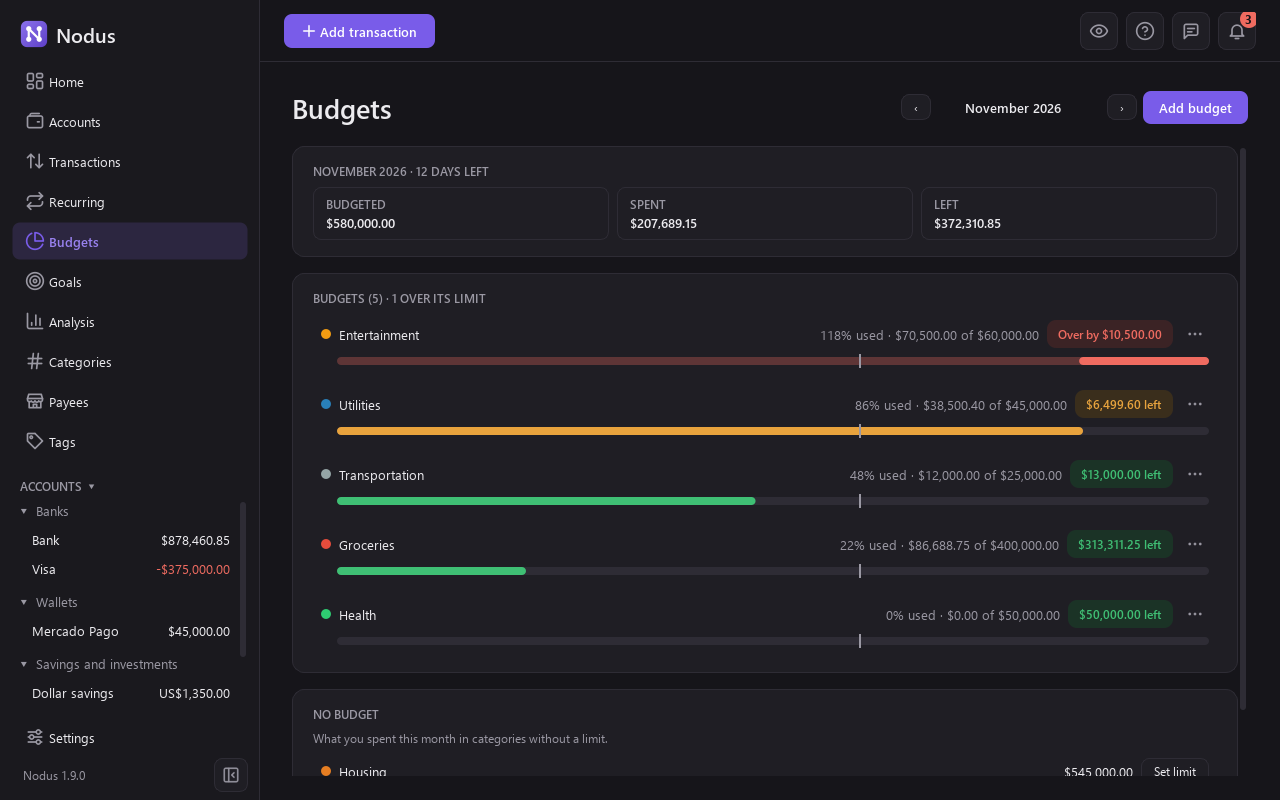 Nodus
Add transaction
3
Home
Accounts
Transactions
Recurring
Budgets
Goals
Analysis
Categories
Payees
Tags
ACCOUNTS
Banks
Bank $878,460.85
Visa -$375,000.00
Wallets
Mercado Pago $45,000.00
Savings and investments
Dollar savings US$1,350.00
Settings
Nodus 1.9.0
Budgets
‹ November 2026 ›
Add budget
NOVEMBER 2026 · 12 DAYS LEFT
BUDGETED
$580,000.00
SPENT
$207,689.15
LEFT
$372,310.85
BUDGETS (5) · 1 OVER ITS LIMIT
Entertainment 118% used · $70,500.00 of $60,000.00 Over by $10,500.00
Utilities 86% used · $38,500.40 of $45,000.00 $6,499.60 left
Transportation 48% used · $12,000.00 of $25,000.00 $13,000.00 left
Groceries 22% used · $86,688.75 of $400,000.00 $313,311.25 left
Health 0% used · $0.00 of $50,000.00 $50,000.00 left
NO BUDGET
What you spent this month in categories without a limit.
Housing $545,000.00 Set limit